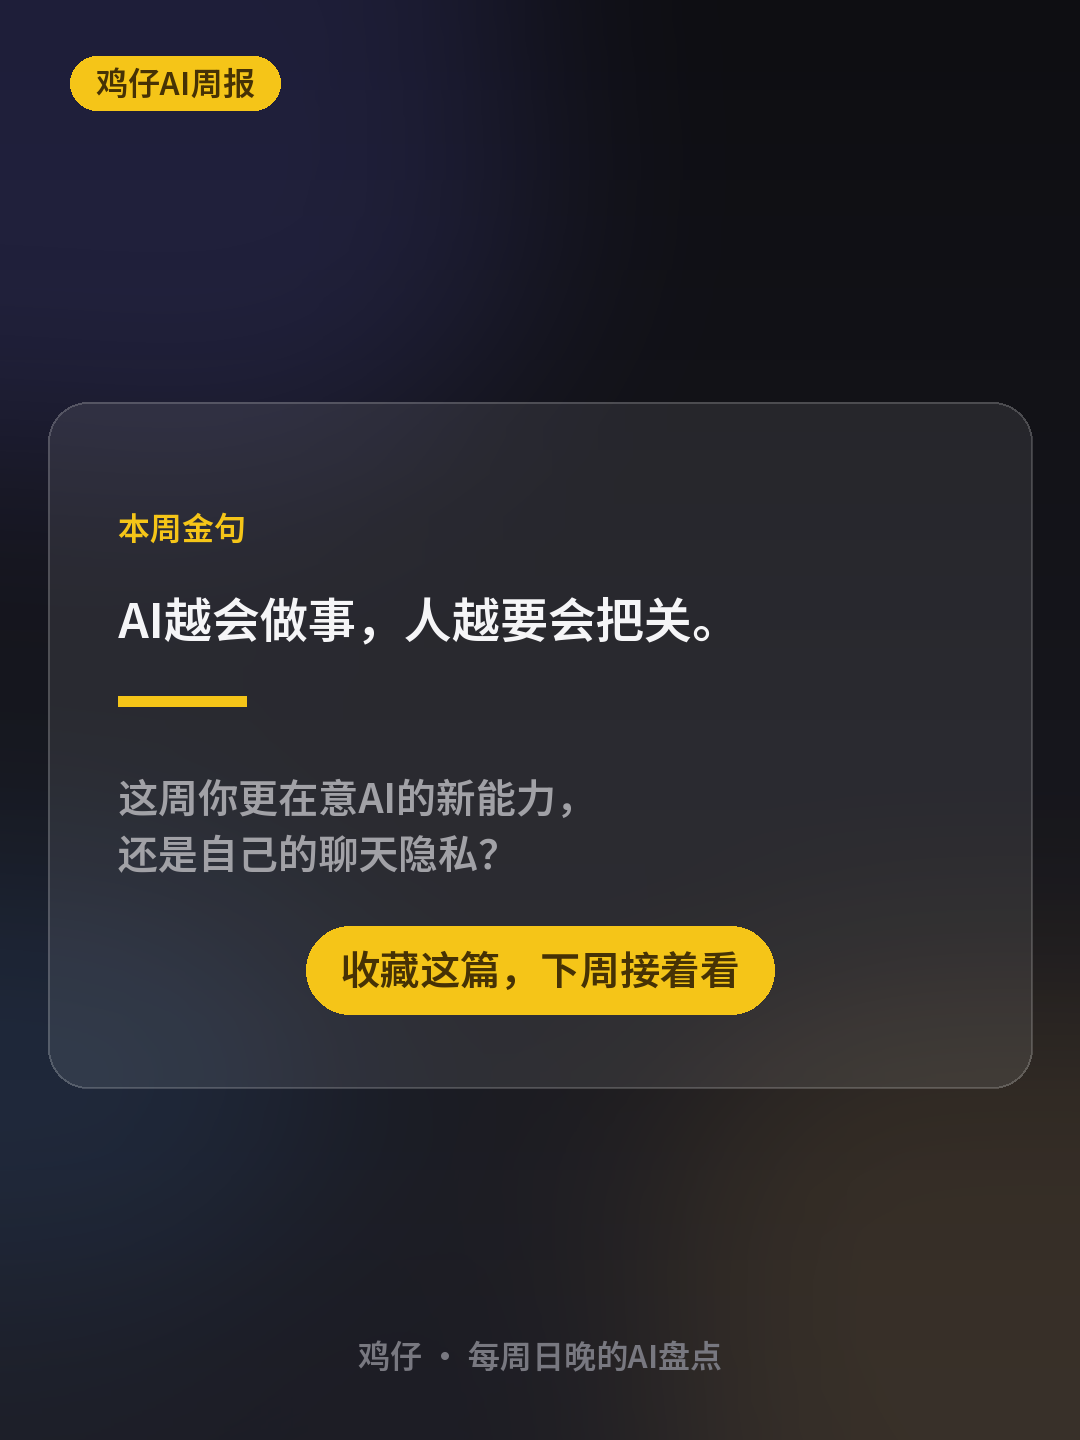 鸡仔AI周报
本周金句
AI越会做事，人越要会把关。
这周你更在意AI的新能力，
还是自己的聊天隐私？
收藏这篇，下周接着看
鸡仔 · 每周日晚的AI盘点